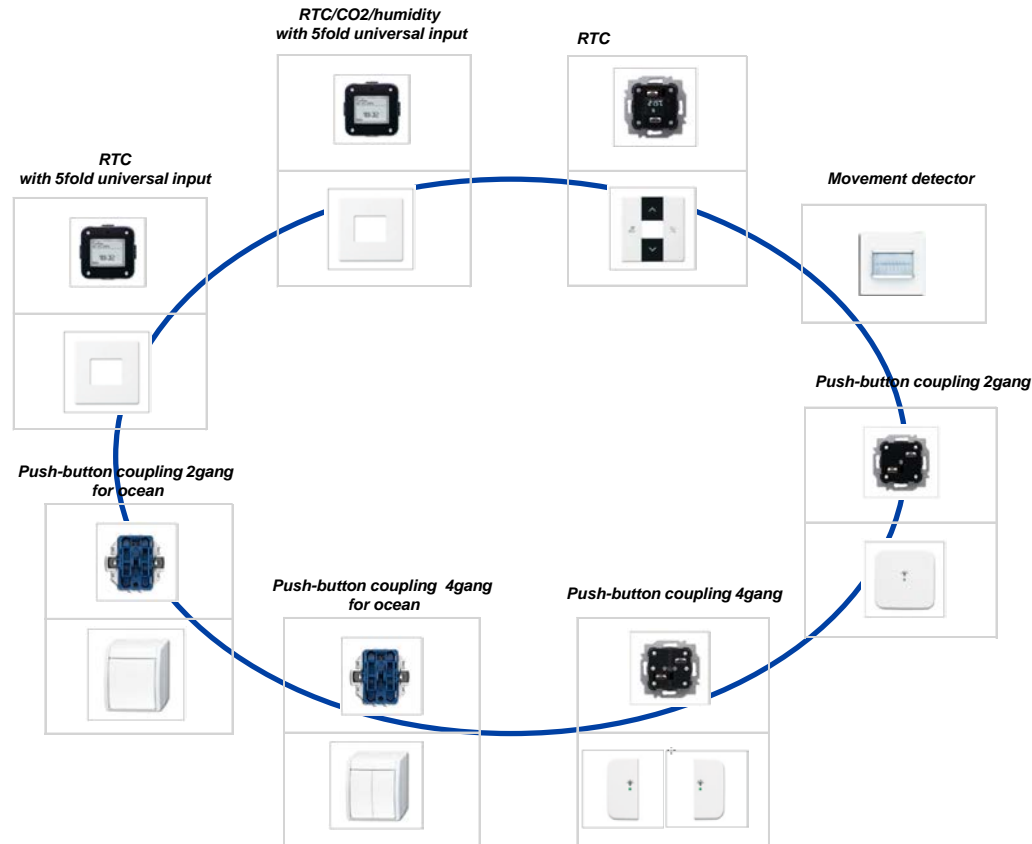 RTC/CO2/humidity
with 5fold universal input
RTC
RTC
with 5fold universal input
Movement detector
Push-button coupling 2gang
Push-button coupling 2gang
for ocean
Push-button coupling 4gang
for ocean
Push-button coupling 4gang